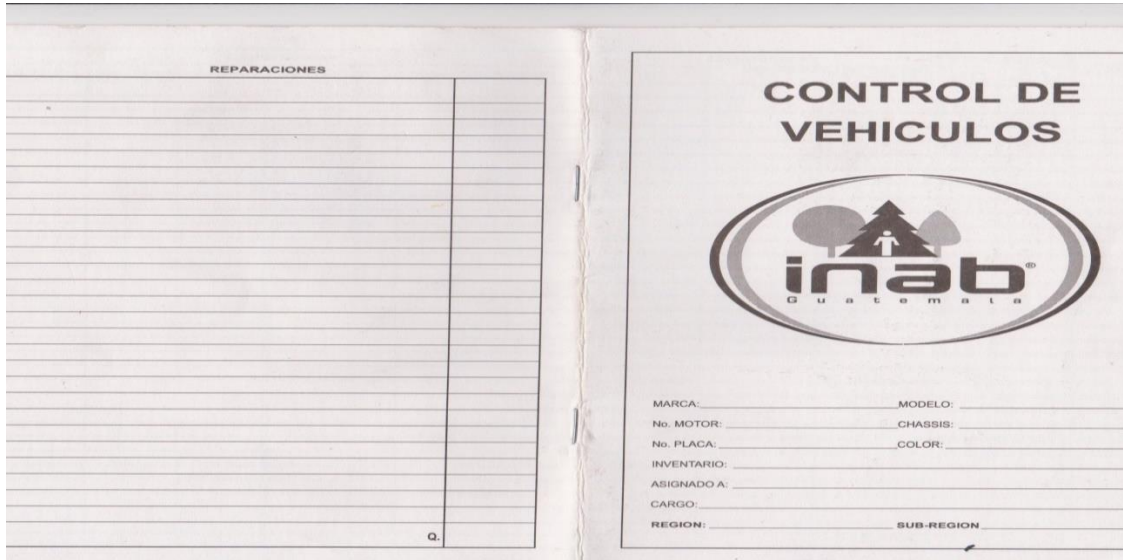 REPARACIONES
Q.
CONTROL DE
VEHICULOS
inab®
Guatemala
MARCA: MODELO:
No. MOTOR: CHASSIS:
No. PLACA: COLOR:
INVENTARIO:
ASIGNADO A:
CARGO:
REGION: SUB-REGION